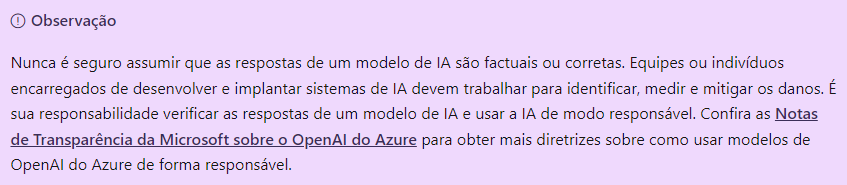 Observação
Nunca é seguro assumir que as respostas de um modelo de IA são factuais ou corretas. Equipes ou indivíduos
encarregados de desenvolver e implantar sistemas de IA devem trabalhar para identificar, medir e mitigar os danos. É
sua responsabilidade verificar as respostas de um modelo de IA e usar a IA de modo responsável. Confira as Notas
de Transparência da Microsoft sobre o OpenAI do Azure para obter mais diretrizes sobre como usar modelos de
OpenAI do Azure de forma responsável.